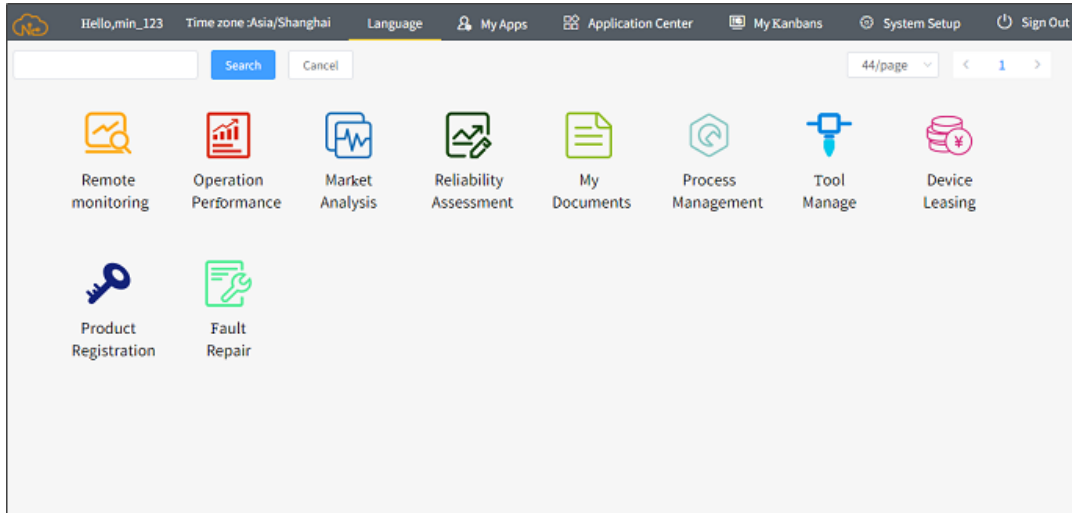 Hello,min_123 Time zone :Asia/Shanghai Language My Apps Application Center My Kanbans System Setup Sign Out
Search Cancel 44/page < 1 >
Remote Operation Market Reliability My Process Tool Device
monitoring Performance Analysis Assessment Documents Management Manage Leasing
Product Fault
Registration Repair